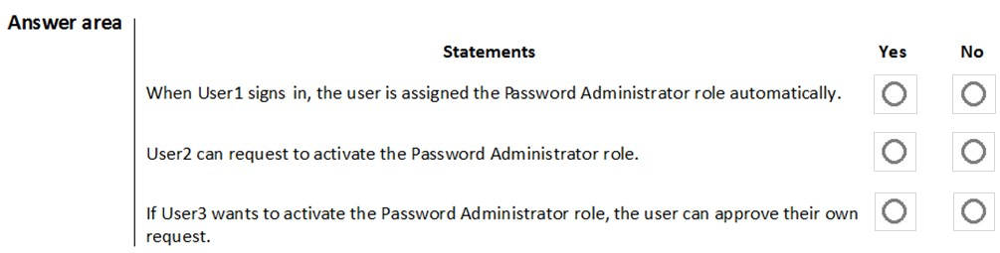 Answer area
Statements Yes No
When User1 signs in, the user is assigned the Password Administrator role automatically.
User2 can request to activate the Password Administrator role.
If User3 wants to activate the Password Administrator role, the user can approve their own
request.